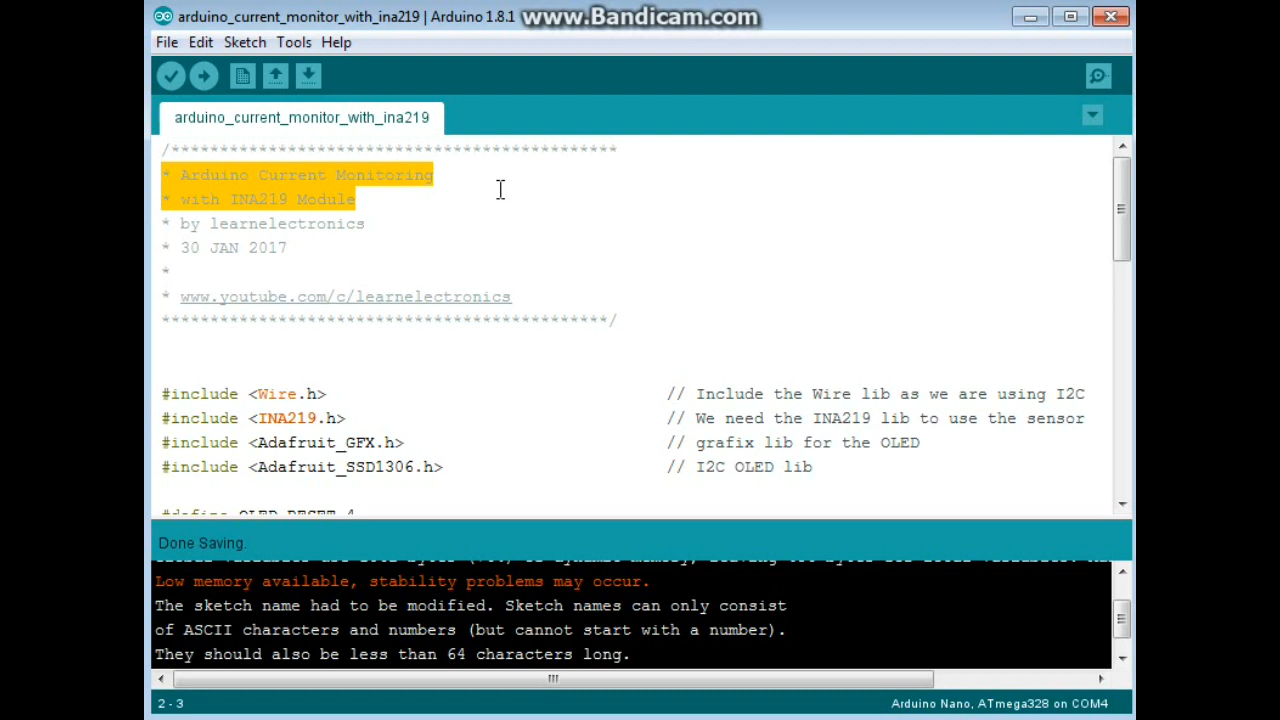 arduino_current_monitor_with_ina219 | Arduino 1.8.1 www.Bandicam.com
File Edit Sketch Tools Help
arduino_current_monitor_with_ina219
/**********************************************
* Arduino Current Monitoring
* with INA219 Module
* by learnelectronics
* 30 JAN 2017
*
* www.youtube.com/c/learnelectronics
**********************************************/
#include <Wire.h> // Include the Wire lib as we are using I2C
#include <INA219.h> // We need the INA219 lib to use the sensor
#include <Adafruit_GFX.h> // grafix lib for the OLED
#include <Adafruit_SSD1306.h> // I2C OLED lib
#define OLED_RESET 4
Done Saving.
Low memory available, stability problems may occur.
The sketch name had to be modified. Sketch names can only consist
of ASCII characters and numbers (but cannot start with a number).
They should also be less than 64 characters long.
2 - 3 Arduino Nano, ATmega328 on COM4